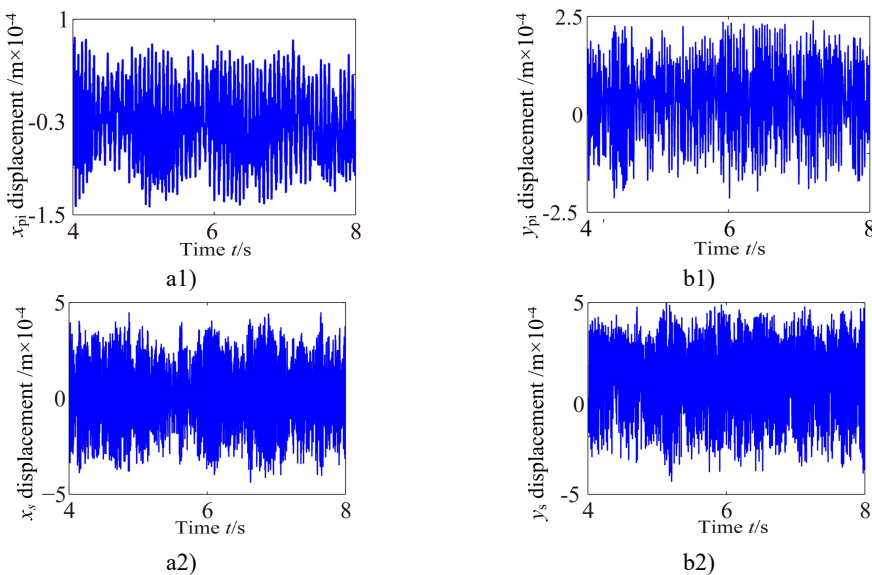 1
x_pi displacement /m×10^-4
-0.3
-1.5
4
6
8
Time t/s
a1)
2.5
y_pi displacement /m×10^-4
0
-2.5
4
6
8
Time t/s
b1)
5
x_s displacement /m×10^-4
0
−5
4
6
8
Time t/s
a2)
5
y_s displacement /m×10^-4
0
-5
4
6
8
Time t/s
b2)